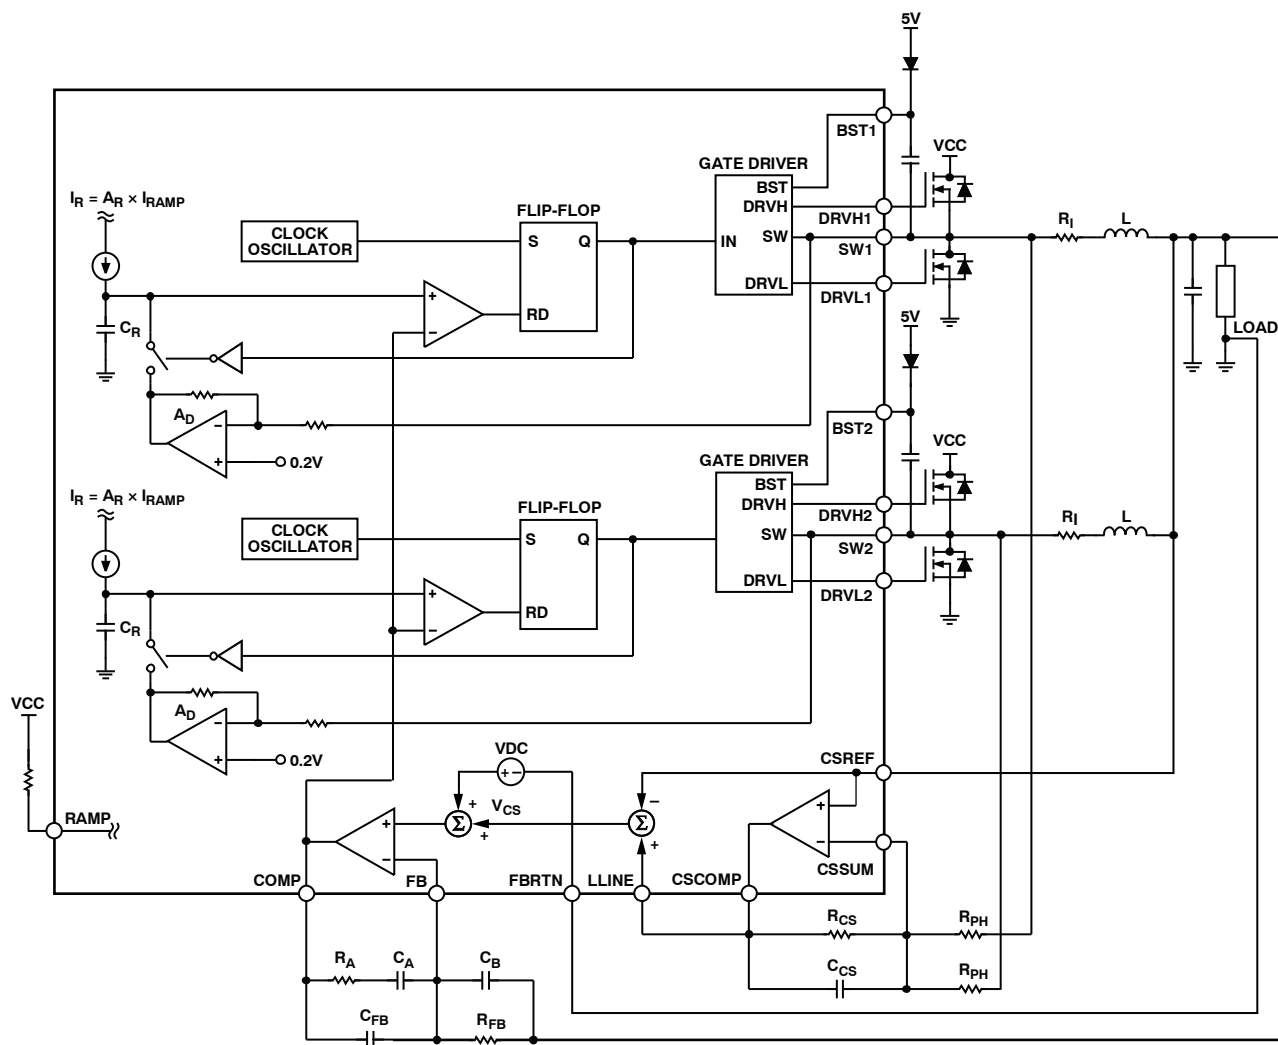 5V
BST1
VCC
GATE DRIVER
BST
I_R = A_R × I_RAMP
DRVH
DRVH1
FLIP-FLOP
CLOCK
OSCILLATOR
S
Q
IN
SW
SW1
R_I
L
DRVL
DRVL1
+
−
RD
C_R
5V
LOAD
A_D
−
+
0.2V
BST2
VCC
GATE DRIVER
BST
I_R = A_R × I_RAMP
DRVH
DRVH2
FLIP-FLOP
CLOCK
OSCILLATOR
S
Q
SW
SW2
R_I
L
DRVL
DRVL2
+
−
RD
C_R
VCC
A_D
−
+
0.2V
VDC
+ −
CSREF
RAMP
+
V_CS
−
+
Σ
Σ
+
−
+
+
−
CSSUM
COMP
FB
FBRTN
LLINE
CSCOMP
R_CS
R_PH
R_A
C_A
C_B
C_CS
R_PH
C_FB
R_FB